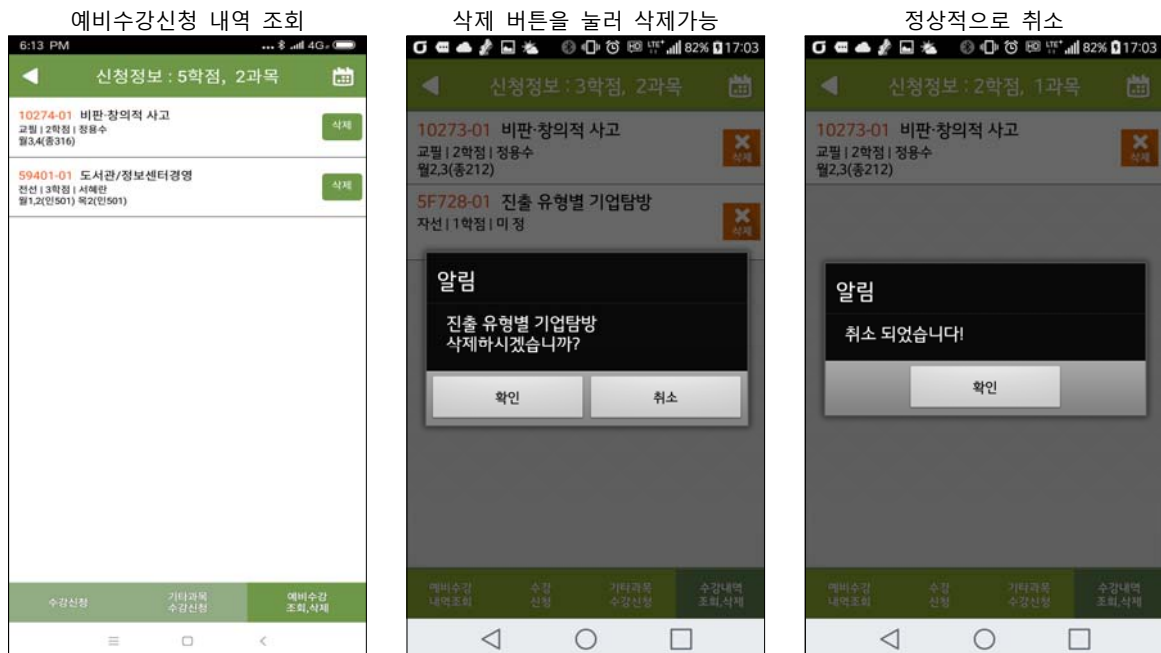 예비수강신청 내역 조회
6:13 PM
4G
신청정보 : 5학점, 2과목
10274-01 비판·창의적 사고
교필 | 2학점 | 정용수
월3,4(종316)
삭제
59401-01 도서관/정보센터경영
전선 | 3학점 | 서혜란
월1,2(인501) 목2(인501)
삭제
수강신청
기타과목
수강신청
예비수강
조회,삭제
삭제 버튼을 눌러 삭제가능
82% 17:03
신청정보 : 3학점, 2과목
10273-01 비판·창의적 사고
교필 | 2학점 | 정용수
월2,3(종212)
삭제
5F728-01 진출 유형별 기업탐방
자선 | 1학점 | 미 정
삭제
알림
진출 유형별 기업탐방
삭제하시겠습니까?
확인
취소
예비수강
내역조회
수강
신청
기타과목
수강신청
수강내역
조회,삭제
정상적으로 취소
82% 17:03
신청정보 : 2학점, 1과목
10273-01 비판·창의적 사고
교필 | 2학점 | 정용수
월2,3(종212)
삭제
알림
취소 되었습니다!
확인
예비수강
내역조회
수강
신청
기타과목
수강신청
수강내역
조회,삭제